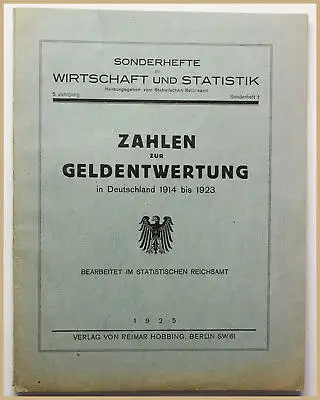 SONDERHEFTE
ZU
WIRTSCHAFT UND STATISTIK
Herausgegeben vom Statistischen Reichsamt
5. Jahrgang Sonderheft 1
ZAHLEN
ZUR
GELDENTWERTUNG
in Deutschland 1914 bis 1923
BEARBEITET IM STATISTISCHEN REICHSAMT
1925
VERLAG VON REIMAR HOBBING, BERLIN SW 61